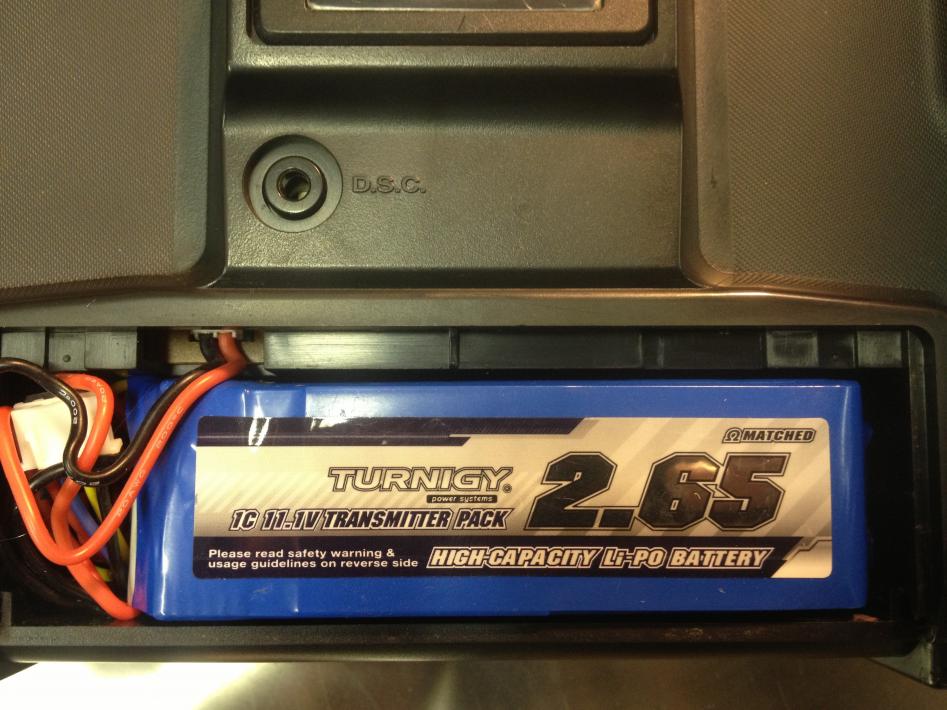 D.S.C.
Ω MATCHED
TURNIGY
power systems
2.65
1C 11.1V TRANSMITTER PACK
Please read safety warning &
usage guidelines on reverse side
HIGH-CAPACITY Li-PO BATTERY